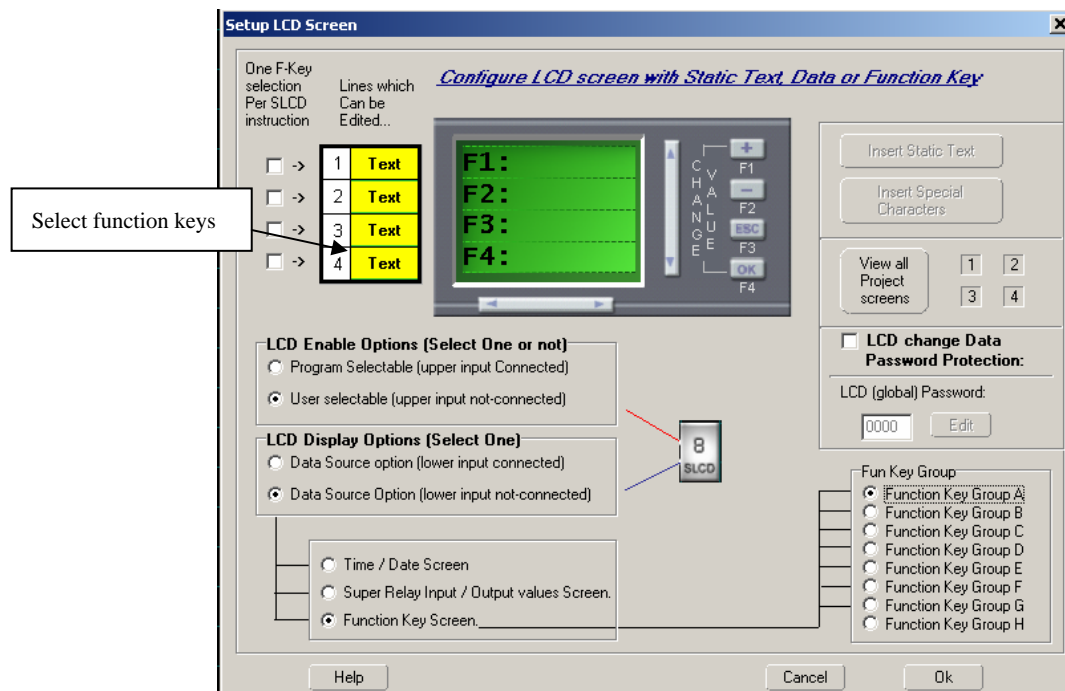 Setup LCD Screen
One F-Key
selection
Per SLCD
instruction
Lines which
Can be
Edited...
Configure LCD screen with Static Text, Data or Function Key
-> 1 Text
-> 2 Text
-> 3 Text
-> 4 Text
Select function keys
F1:
F2:
F3:
F4:
CHANGE
VALUE
+
F1
–
F2
ESC
F3
OK
F4
Insert Static Text
Insert Special
Characters
View all
Project
screens
1 2
3 4
LCD change Data
Password Protection:
LCD (global) Password:
0000 Edit
LCD Enable Options (Select One or not)
Program Selectable (upper input Connected)
User selectable (upper input not-connected)
LCD Display Options (Select One)
Data Source option (lower input connected)
Data Source Option (lower input not-connected)
8
SLCD
Time / Date Screen
Super Relay Input / Output values Screen.
Function Key Screen.
Fun Key Group
Function Key Group A
Function Key Group B
Function Key Group C
Function Key Group D
Function Key Group E
Function Key Group F
Function Key Group G
Function Key Group H
Help
Cancel
Ok